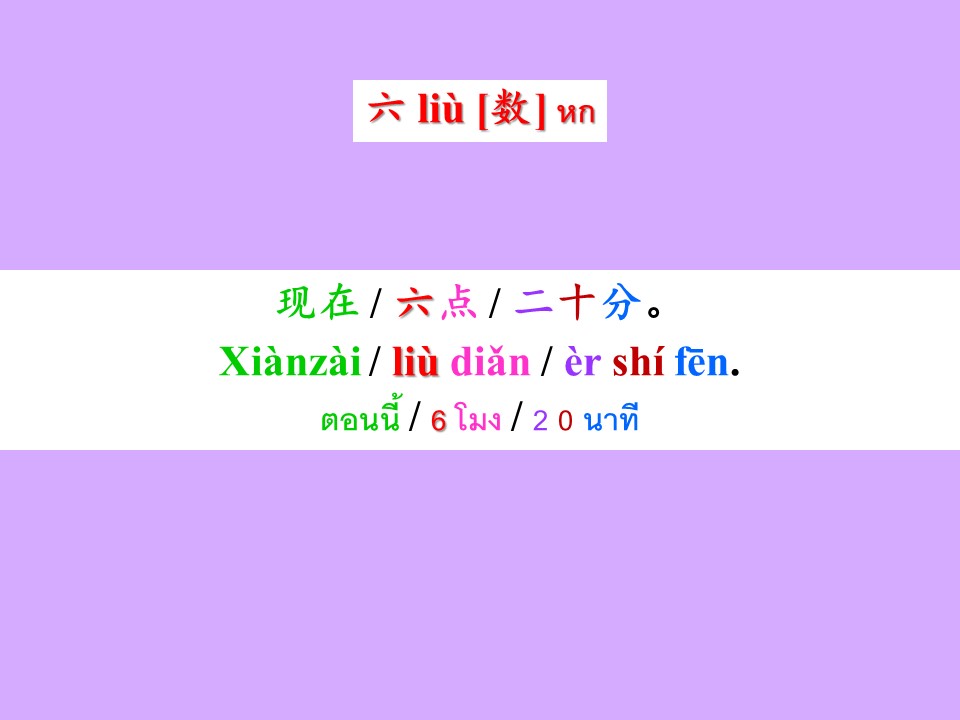 六 liù [数] หก
现在 / 六点 / 二十分。
Xiànzài / liù diǎn / èr shí fēn.
ตอนนี้ / 6 โมง / 2 0 นาที